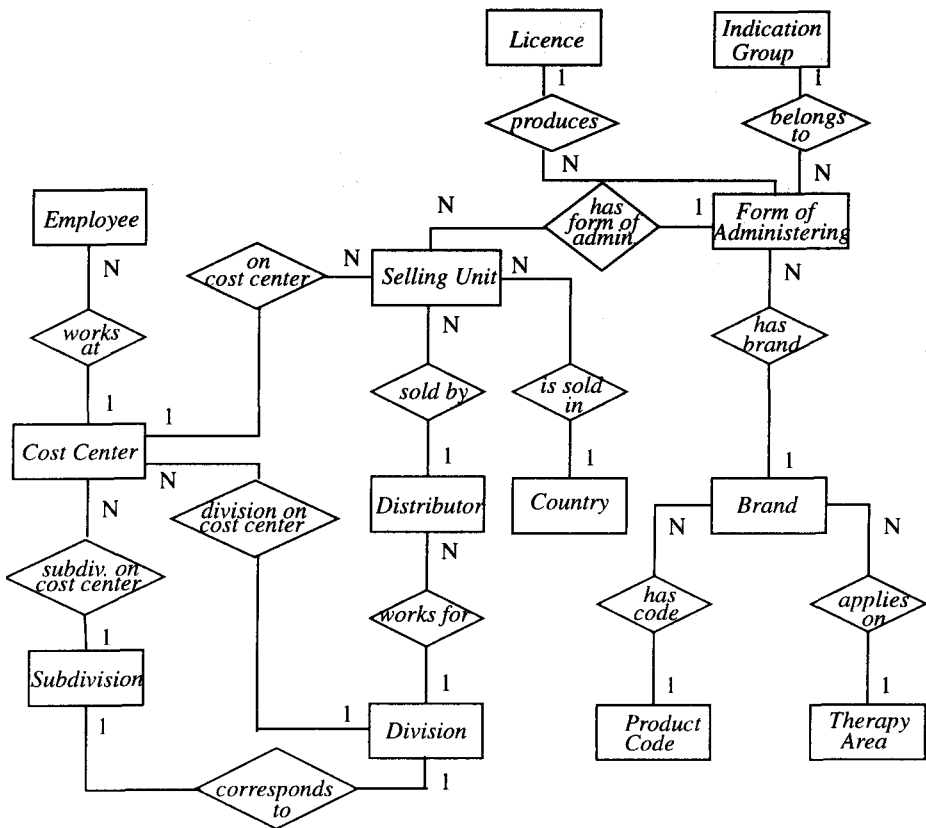 Licence
Indication
Group
1
1
produces
belongs
to
N
N
Employee
N
has
form of
admin.
1
Form of
Administering
N
on
cost center
N
Selling Unit
N
N
works
at
N
has
brand
sold by
is sold
in
1
1
Cost Center
N
1
1
1
N
division on
cost center
Distributor
Country
Brand
subdiv. on
cost center
N
N
N
works for
has
code
applies
on
1
Subdivision
1
1
1
1
1
Division
Product
Code
Therapy
Area
corresponds
to
1